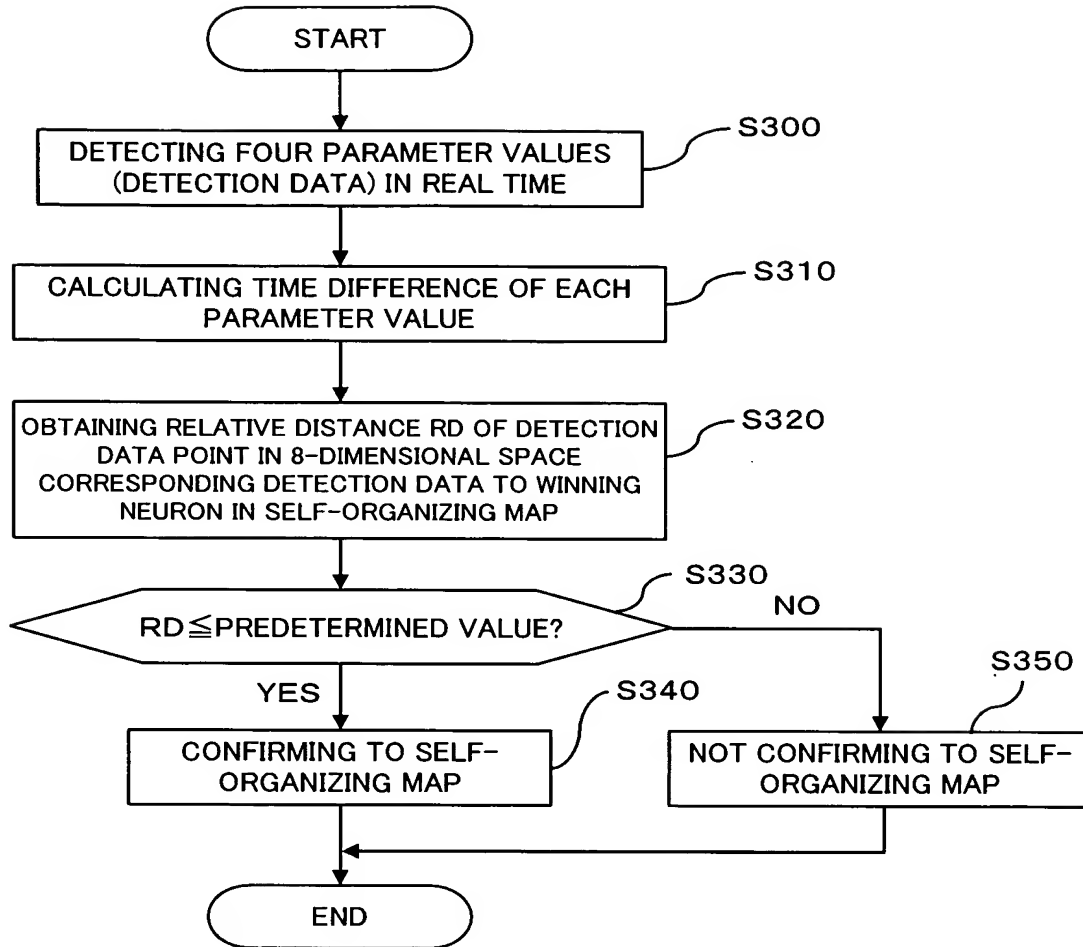 START
S300
DETECTING FOUR PARAMETER VALUES
(DETECTION DATA) IN REAL TIME
S310
CALCULATING TIME DIFFERENCE OF EACH
PARAMETER VALUE
S320
OBTAINING RELATIVE DISTANCE RD OF DETECTION
DATA POINT IN 8-DIMENSIONAL SPACE
CORRESPONDING DETECTION DATA TO WINNING
NEURON IN SELF-ORGANIZING MAP
S330
RD≦PREDETERMINED VALUE?
NO
YES
S340
S350
CONFIRMING TO SELF-
ORGANIZING MAP
NOT CONFIRMING TO SELF-
ORGANIZING MAP
END